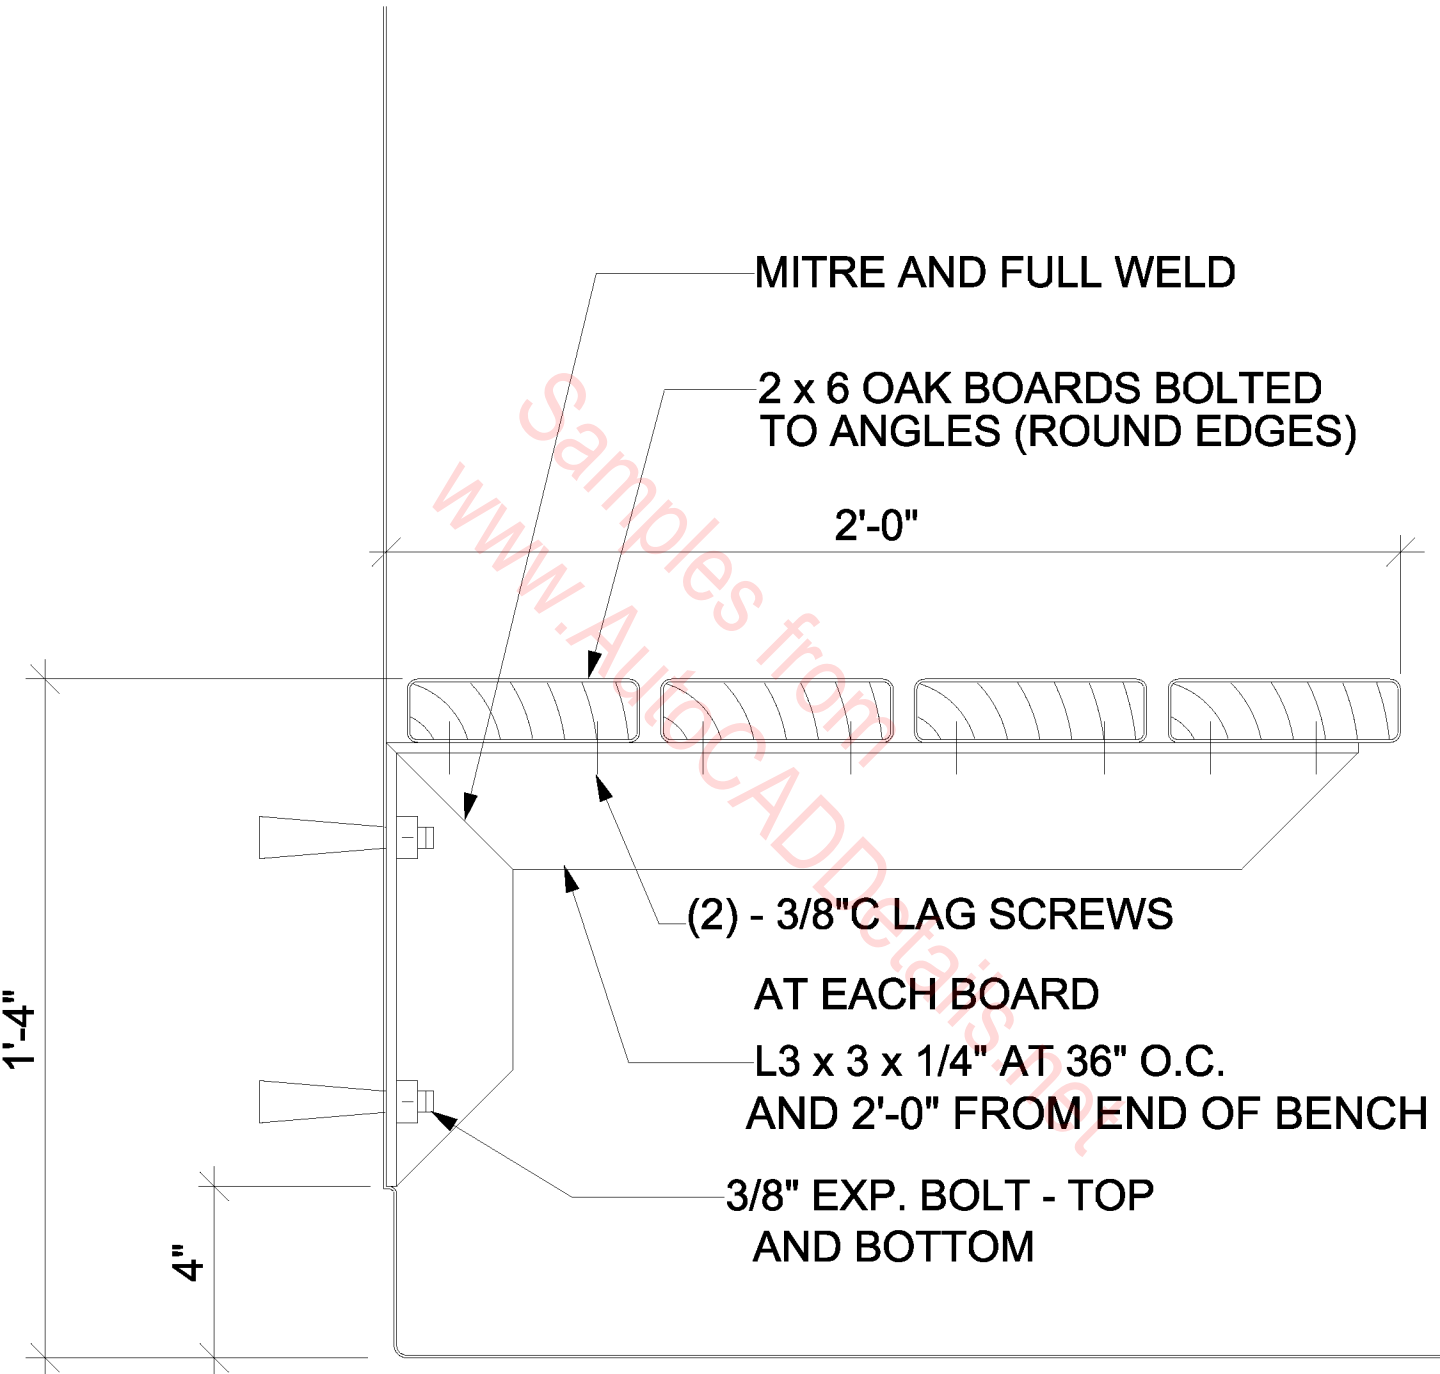 MITRE AND FULL WELD
2 x 6 OAK BOARDS BOLTED
TO ANGLES (ROUND EDGES)
2'-0"
Samples from
www.AutoCADDetails.net
(2) - 3/8"C LAG SCREWS
AT EACH BOARD
L3 x 3 x 1/4" AT 36" O.C.
AND 2'-0" FROM END OF BENCH
3/8" EXP. BOLT - TOP
AND BOTTOM
1'-4"
4"